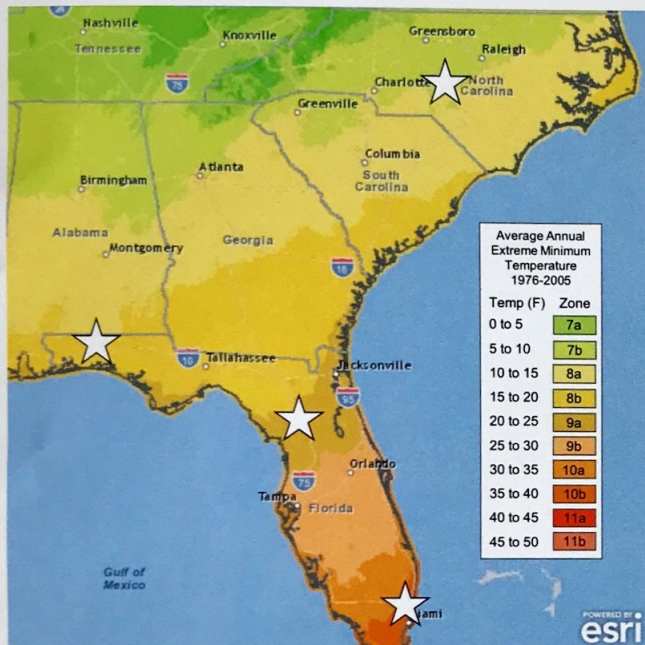 Nashville
Knoxville
Tennessee
75
Greensboro
Raleigh
Charlotte
North
Carolina
Greenville
Atlanta
Columbia
South
Carolina
Birmingham
Alabama
Montgomery
Georgia
16
10
Tallahassee
Jacksonville
95
75
Orlando
Tampa
Florida
Gulf of
Mexico
iami
Average Annual
Extreme Minimum
Temperature
1976-2005
Temp (F) Zone
0 to 5 7a
5 to 10 7b
10 to 15 8a
15 to 20 8b
20 to 25 9a
25 to 30 9b
30 to 35 10a
35 to 40 10b
40 to 45 11a
45 to 50 11b
POWERED BY
esri